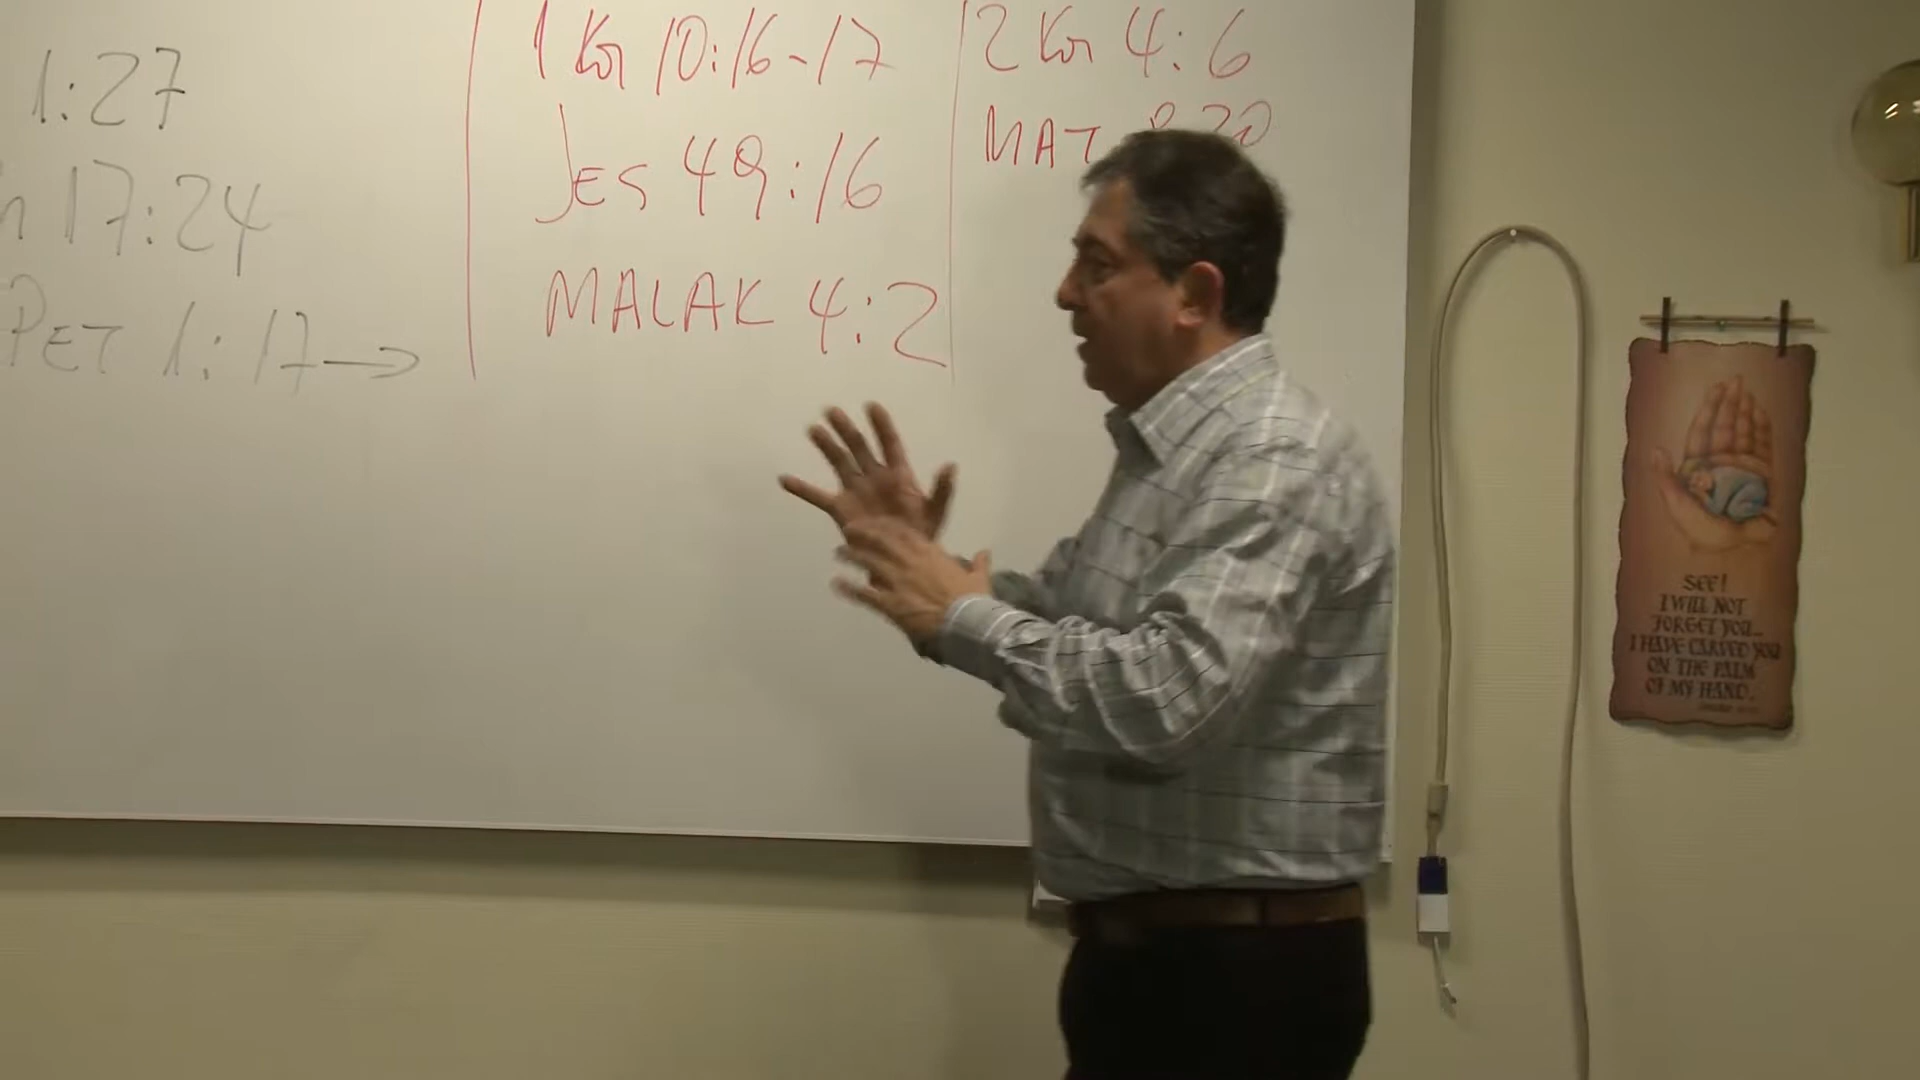 1:27
17:24
PET 1:17→
1 Kor 10:16-17
JES 49:16
MALAK 4:2
2 Kor 4:6
MAT
SEE!
I WILL NOT
FORGET YOU...
I HAVE CARVED YOU
ON THE PALM
OF MY HAND...